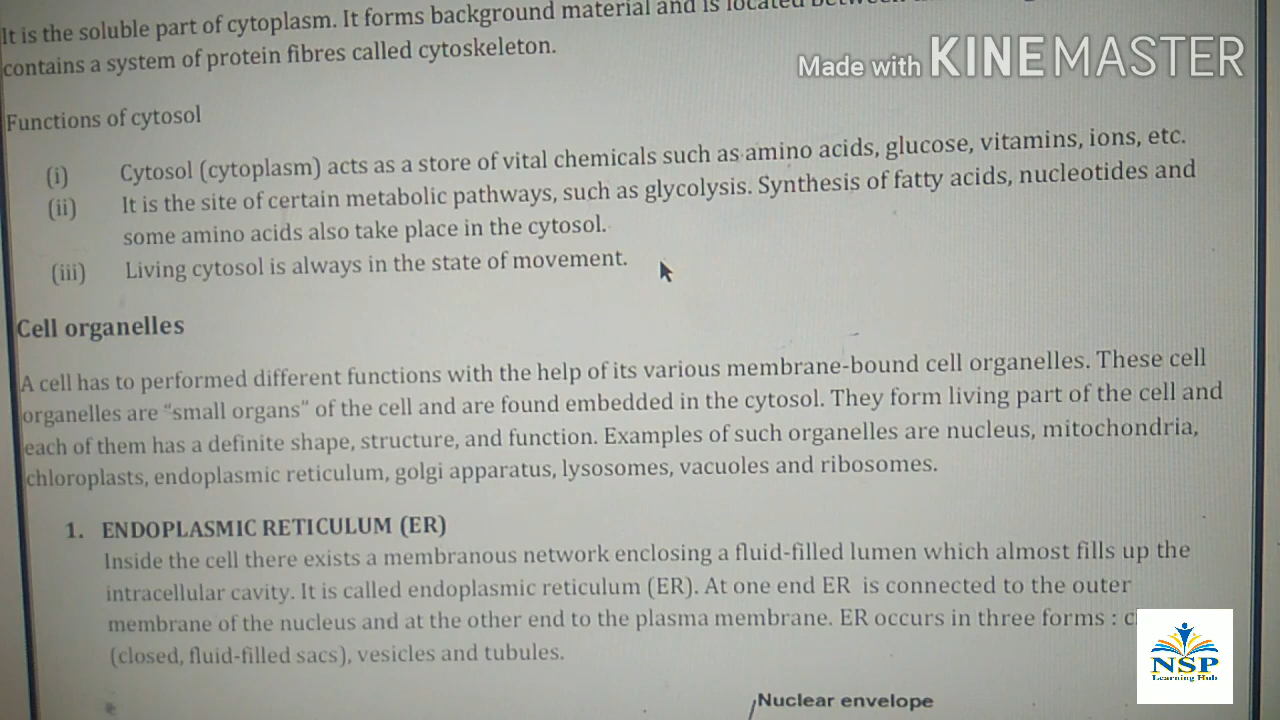 It is the soluble part of cytoplasm. It forms background material and is located between
contains a system of protein fibres called cytoskeleton.
Made with KINEMASTER
Functions of cytosol
(i) Cytosol (cytoplasm) acts as a store of vital chemicals such as amino acids, glucose, vitamins, ions, etc.
(ii) It is the site of certain metabolic pathways, such as glycolysis. Synthesis of fatty acids, nucleotides and
some amino acids also take place in the cytosol.
(iii) Living cytosol is always in the state of movement.
Cell organelles
A cell has to performed different functions with the help of its various membrane-bound cell organelles. These cell
organelles are “small organs” of the cell and are found embedded in the cytosol. They form living part of the cell and
each of them has a definite shape, structure, and function. Examples of such organelles are nucleus, mitochondria,
chloroplasts, endoplasmic reticulum, golgi apparatus, lysosomes, vacuoles and ribosomes.
1. ENDOPLASMIC RETICULUM (ER)
Inside the cell there exists a membranous network enclosing a fluid-filled lumen which almost fills up the
intracellular cavity. It is called endoplasmic reticulum (ER). At one end ER is connected to the outer
membrane of the nucleus and at the other end to the plasma membrane. ER occurs in three forms :
(closed, fluid-filled sacs), vesicles and tubules.
NSP
Learning Hub
Nuclear envelope